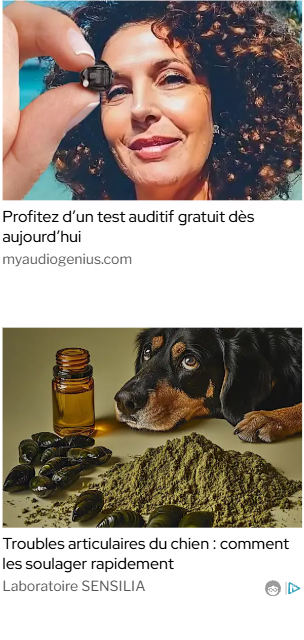 Profitez d’un test auditif gratuit dès
aujourd’hui
myaudiogenius.com
Troubles articulaires du chien : comment
les soulager rapidement
Laboratoire SENSILIA